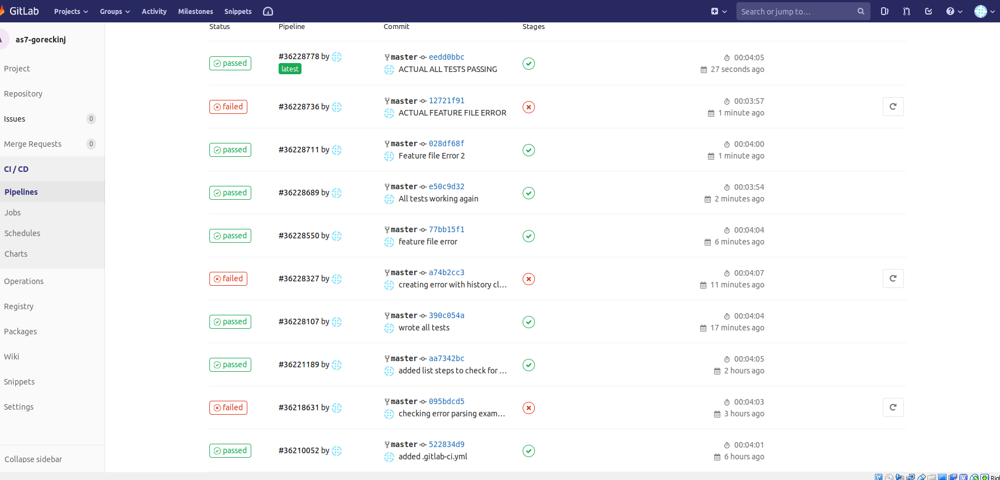 GitLab Projects Groups Activity Milestones Snippets Search or jump to...
as7-goreckinj
Project
Repository
Issues 0
Merge Requests 0
CI / CD
Pipelines
Jobs
Schedules
Charts
Operations
Registry
Packages
Wiki
Snippets
Settings
Collapse sidebar
Status Pipeline Commit Stages
passed #36228778 by latest master eedd0bbc ACTUAL ALL TESTS PASSING 00:04:05 27 seconds ago
failed #36228736 by master 12721f91 ACTUAL FEATURE FILE ERROR 00:03:57 1 minute ago
passed #36228711 by master 028df68f Feature file Error 2 00:04:00 1 minute ago
passed #36228689 by master e50c9d32 All tests working again 00:03:54 2 minutes ago
passed #36228550 by master 77bb15f1 feature file error 00:04:04 6 minutes ago
failed #36228327 by master a74b2cc3 creating error with history cl... 00:04:07 11 minutes ago
passed #36228107 by master 390c054a wrote all tests 00:04:04 17 minutes ago
passed #36221189 by master aa7342bc added list steps to check for ... 00:04:05 2 hours ago
failed #36218631 by master 095bdcd5 checking error parsing exam... 00:04:03 3 hours ago
passed #36210052 by master 522834d9 added .gitlab-ci.yml 00:04:01 6 hours ago